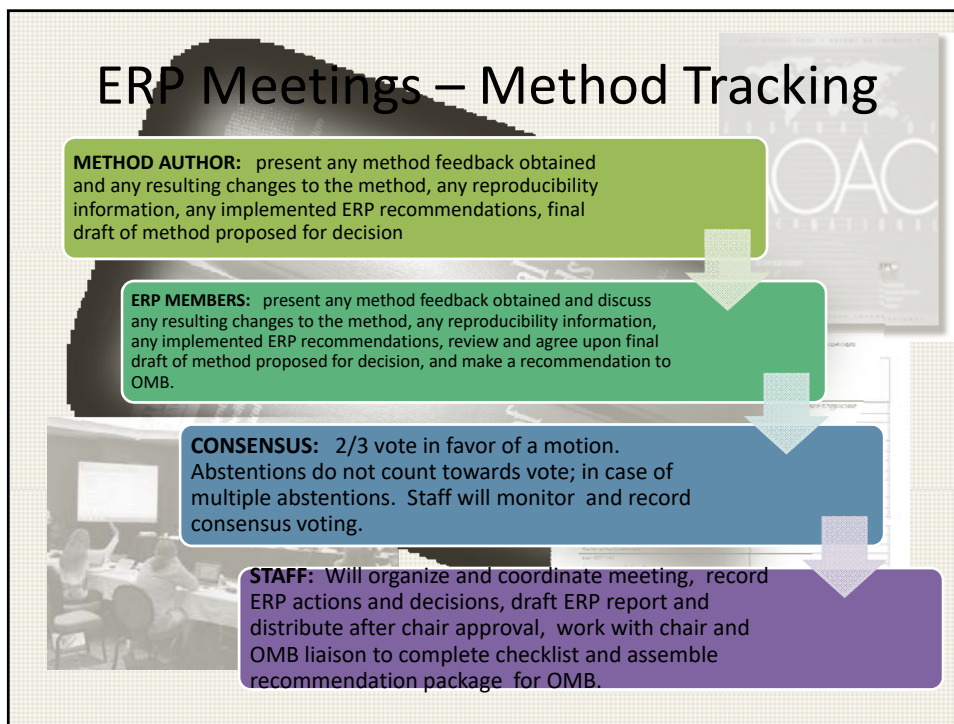 ERP Meetings – Method Tracking
METHOD AUTHOR: present any method feedback obtained
and any resulting changes to the method, any reproducibility
information, any implemented ERP recommendations, final
draft of method proposed for decision
ERP MEMBERS: present any method feedback obtained and discuss
any resulting changes to the method, any reproducibility information,
any implemented ERP recommendations, review and agree upon final
draft of method proposed for decision, and make a recommendation to
OMB.
CONSENSUS: 2/3 vote in favor of a motion.
Abstentions do not count towards vote; in case of
multiple abstentions. Staff will monitor and record
consensus voting.
STAFF: Will organize and coordinate meeting, record
ERP actions and decisions, draft ERP report and
distribute after chair approval, work with chair and
OMB liaison to complete checklist and assemble
recommendation package for OMB.